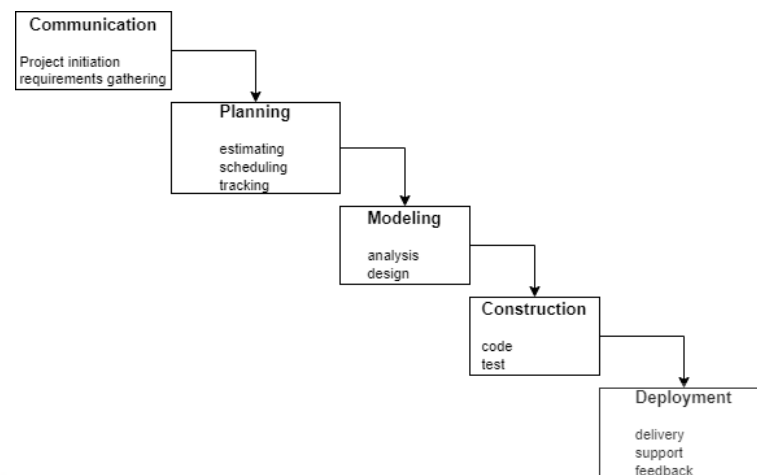 Communication
Project initiation
requirements gathering
Planning
estimating
scheduling
tracking
Modeling
analysis
design
Construction
code
test
Deployment
delivery
support
feedback